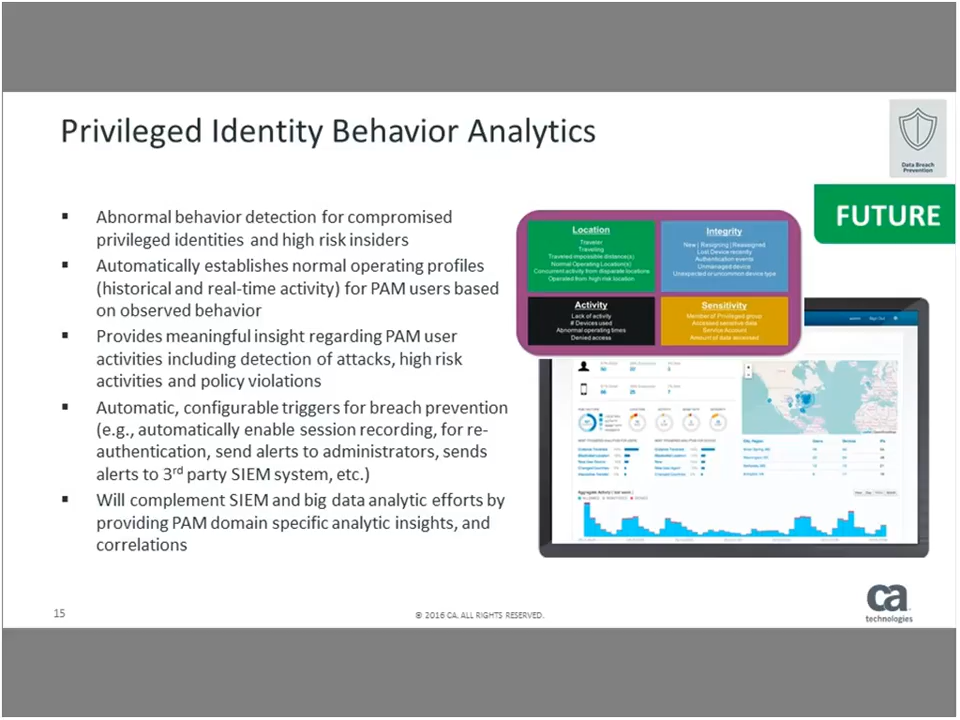 Privileged Identity Behavior Analytics
Data Breach
Prevention
FUTURE
▪ Abnormal behavior detection for compromised
privileged identities and high risk insiders
▪ Automatically establishes normal operating profiles
(historical and real-time activity) for PAM users based
on observed behavior
▪ Provides meaningful insight regarding PAM user
activities including detection of attacks, high risk
activities and policy violations
▪ Automatic, configurable triggers for breach prevention
(e.g., automatically enable session recording, for re-
authentication, send alerts to administrators, sends
alerts to 3rd party SIEM system, etc.)
▪ Will complement SIEM and big data analytic efforts by
providing PAM domain specific analytic insights, and
correlations
Location
Traveler
Traveling
Traveled impossible distance(s)
Normal Operating Location(s)
Concurrent activity from disparate locations
Operated from high risk location
Integrity
New | Resigning | Reassigned
Lost Device recently
Authentication events
Unmanaged device
Unexpected or uncommon device type
Activity
Lack of activity
# Devices used
Abnormal operating times
Denied access
Sensitivity
Member of Privileged group
Accessed sensitive data
Service Account
Amount of data accessed
Aggregate Activity ( last week )
15
© 2016 CA. ALL RIGHTS RESERVED.
ca
technologies